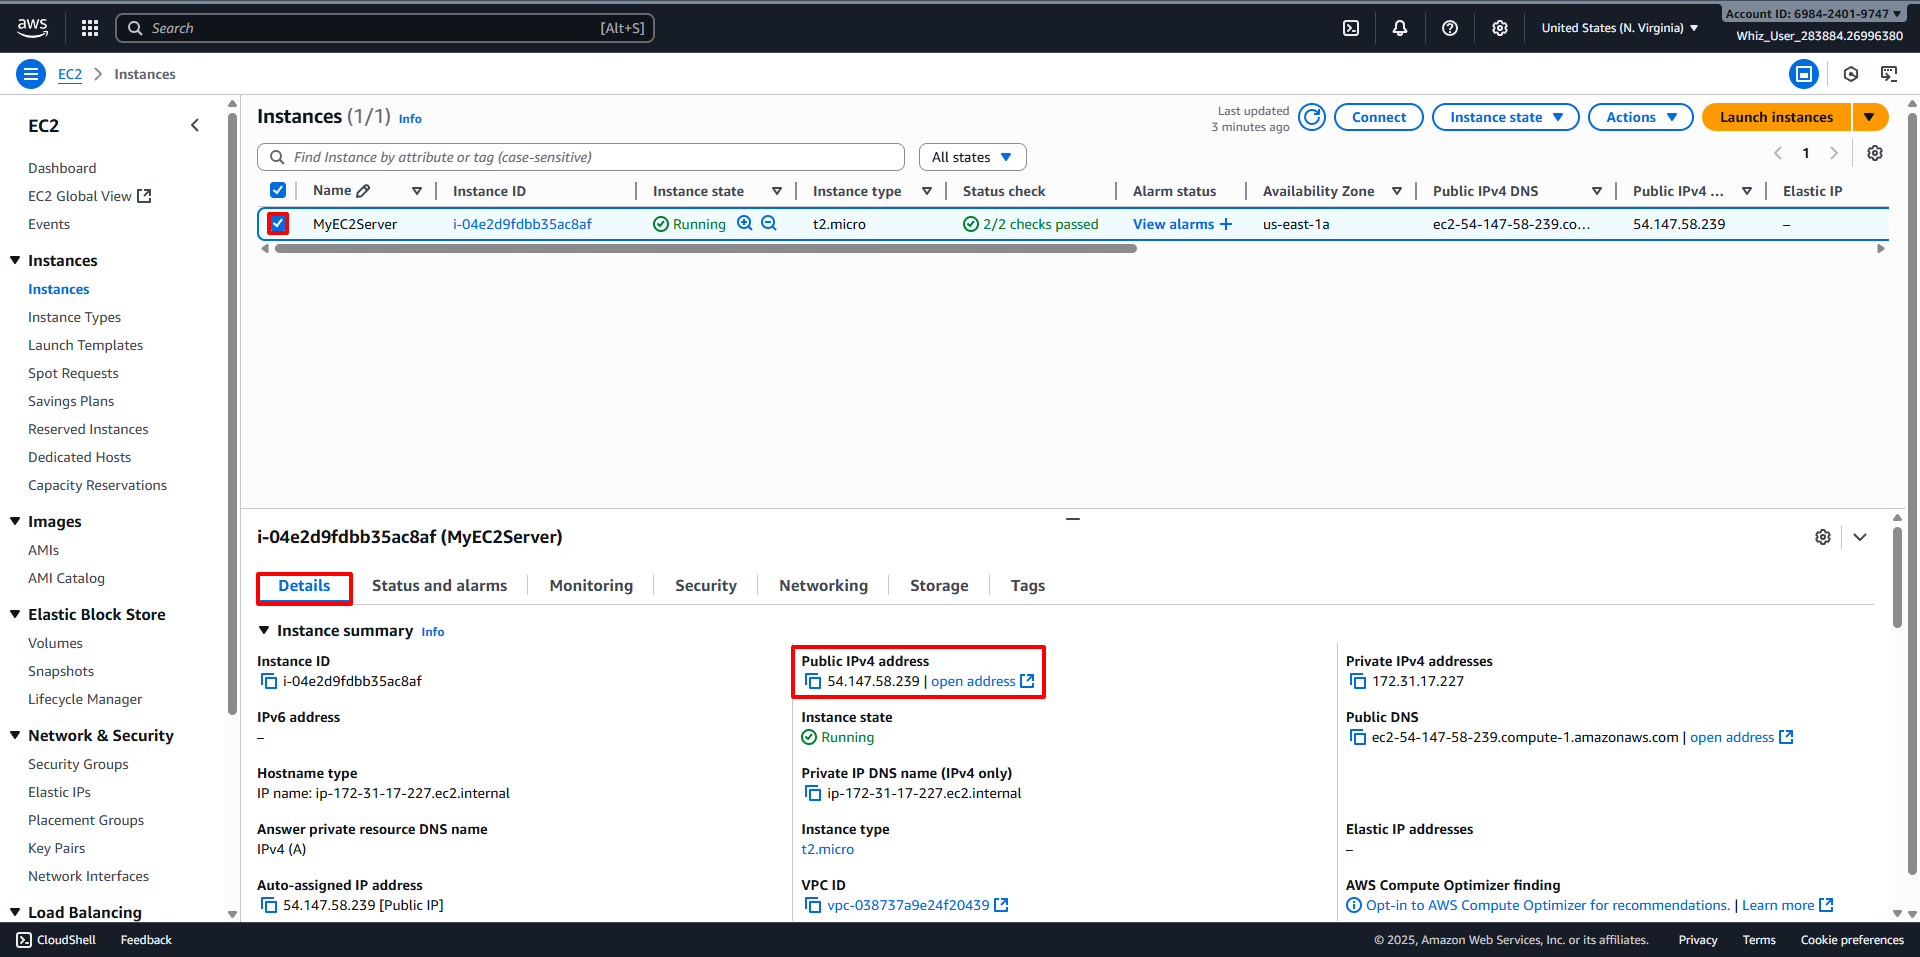 aws
Search [Alt+S]
United States (N. Virginia)
Account ID: 6984-2401-9747
Whiz_User_283884.26996380
EC2 Instances
EC2
Dashboard
EC2 Global View
Events
Instances
Instances
Instance Types
Launch Templates
Spot Requests
Savings Plans
Reserved Instances
Dedicated Hosts
Capacity Reservations
Images
AMIs
AMI Catalog
Elastic Block Store
Volumes
Snapshots
Lifecycle Manager
Network & Security
Security Groups
Elastic IPs
Placement Groups
Key Pairs
Network Interfaces
Load Balancing
Instances (1/1) Info
Last updated
3 minutes ago
Connect Instance state Actions Launch instances
Find Instance by attribute or tag (case-sensitive) All states 1
Name Instance ID Instance state Instance type Status check Alarm status Availability Zone Public IPv4 DNS Public IPv4 ... Elastic IP
MyEC2Server i-04e2d9fdbb35ac8af Running t2.micro 2/2 checks passed View alarms + us-east-1a ec2-54-147-58-239.co... 54.147.58.239 –
i-04e2d9fdbb35ac8af (MyEC2Server)
Details Status and alarms Monitoring Security Networking Storage Tags
Instance summary Info
Instance ID
i-04e2d9fdbb35ac8af
Public IPv4 address
54.147.58.239 | open address
Private IPv4 addresses
172.31.17.227
IPv6 address
–
Instance state
Running
Public DNS
ec2-54-147-58-239.compute-1.amazonaws.com | open address
Hostname type
IP name: ip-172-31-17-227.ec2.internal
Private IP DNS name (IPv4 only)
ip-172-31-17-227.ec2.internal
Answer private resource DNS name
IPv4 (A)
Instance type
t2.micro
Elastic IP addresses
–
Auto-assigned IP address
54.147.58.239 [Public IP]
VPC ID
vpc-038737a9e24f20439
AWS Compute Optimizer finding
Opt-in to AWS Compute Optimizer for recommendations. | Learn more
CloudShell Feedback © 2025, Amazon Web Services, Inc. or its affiliates. Privacy Terms Cookie preferences